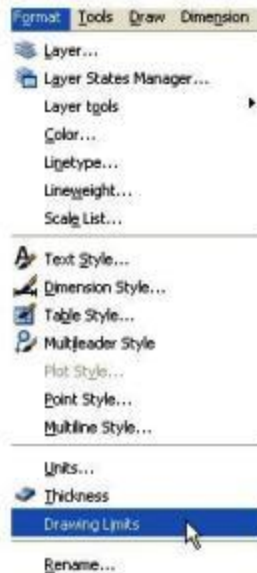 Format Tools Draw Dimension
Layer...
Layer States Manager...
Layer tools
Color...
Linetype...
Lineweight...
Scale List...
Text Style...
Dimension Style...
Table Style...
Multileader Style
Plot Style...
Point Style...
Multiline Style...
Units...
Thickness
Drawing Limits
Rename...